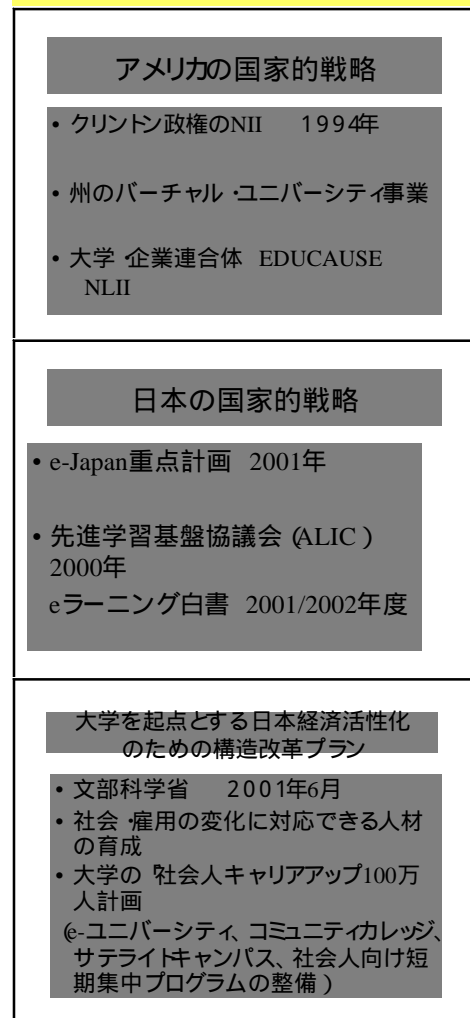 アメリカの国家的戦略
• クリントン政権のNII　1994年
• 州のバーチャル・ユニバーシティ事業
• 大学・企業連合体 EDUCAUSE
NLII
日本の国家的戦略
• e-Japan重点計画 2001年
• 先進学習基盤協議会(ALIC)
2000年
eラーニング白書 2001/2002年度
大学を起点とする日本経済活性化
のための構造改革プラン
• 文部科学省　2001年6月
• 社会・雇用の変化に対応できる人材
の育成
• 大学の「社会人キャリアアップ100万
人計画
(e-ユニバーシティ、コミュニティカレッジ、
サテライトキャンパス、社会人向け短
期集中プログラムの整備)